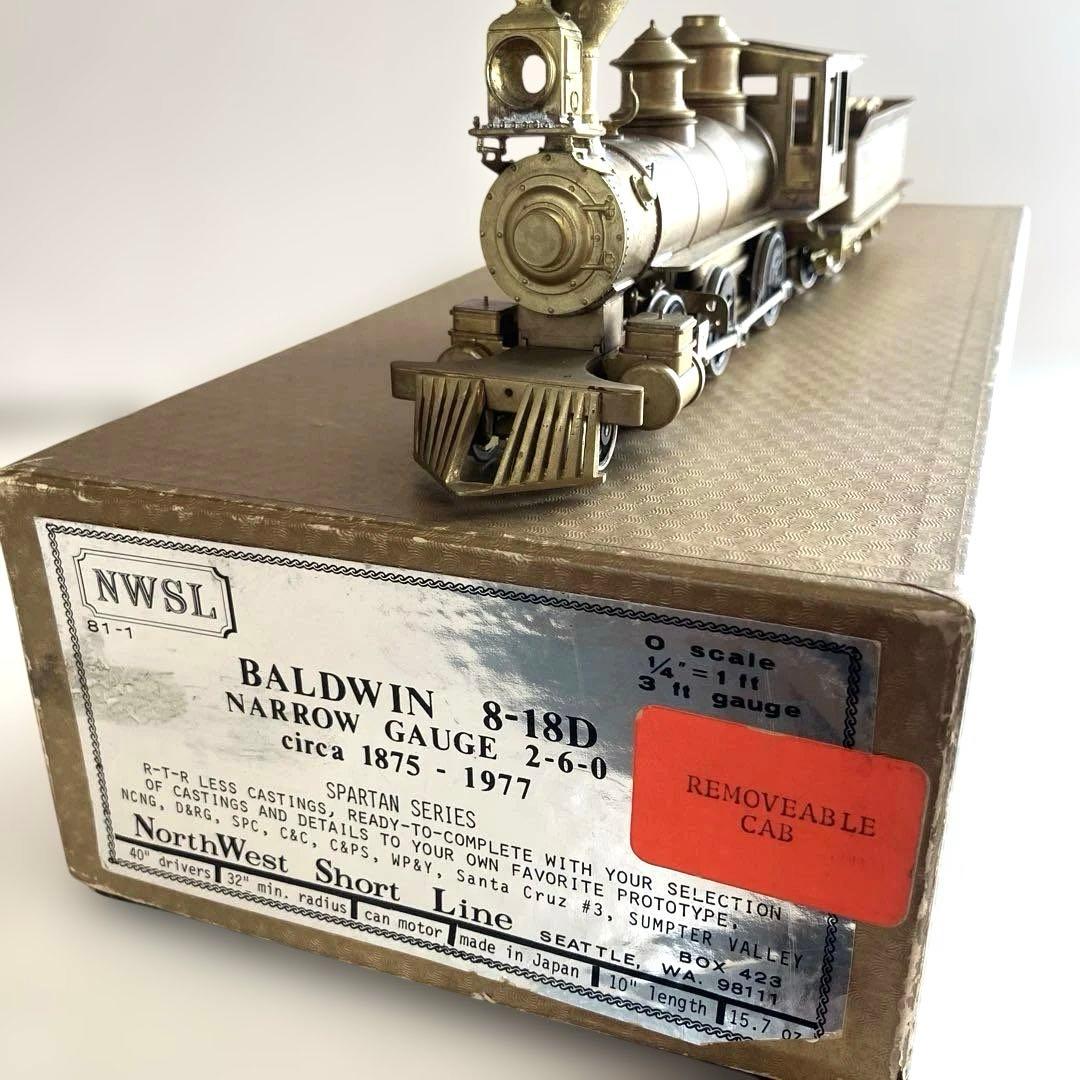 NWSL
81-1
O scale
1/4" = 1 ft
3 ft gauge
BALDWIN 8-18D
NARROW GAUGE 2-6-0
circa 1875 - 1977
REMOVEABLE
CAB
SPARTAN SERIES
R-T-R LESS CASTINGS, READY-TO-COMPLETE WITH YOUR SELECTION
OF CASTINGS AND DETAILS TO YOUR OWN FAVORITE PROTOTYPE,
NCNG, D&RG, SPC, C&C, C&PS, WP&Y, Santa Cruz #3, SUMPTER VALLEY
NorthWest Short Line
BOX 423
SEATTLE, WA. 98111
40" drivers 32" min. radius can motor made in Japan 10" length 15.7 oz